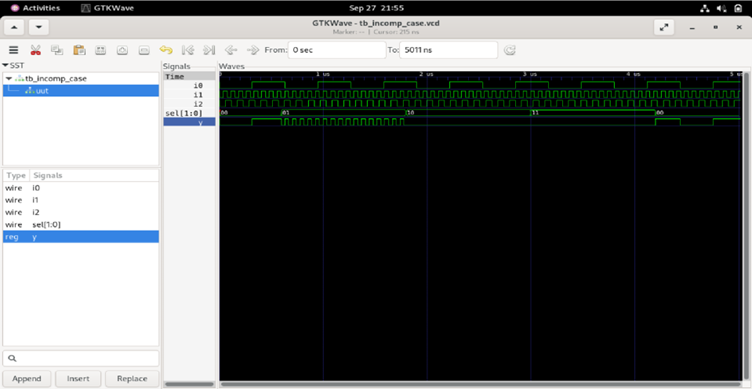 Activities
GTKWave
Sep 27 21:55
GTKWave - tb_incomp_case.vcd
Marker: -- | Cursor: 215 ns
From: 0 sec
To: 5011 ns
SST
tb_incomp_case
uut
Type Signals
wire i0
wire i1
wire i2
wire sel[1:0]
reg y
Append Insert Replace
Signals
Time
i0
i1
i2
sel[1:0]
y
Waves
1 us 2 us 3 us 4 us 5 us
00 01 10 11 00